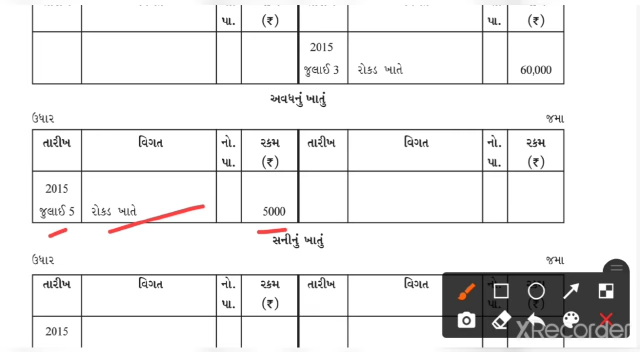 પા. (₹) પા. (₹)
2015
જુલાઈ 3 રોકડ ખાતે 60,000
અવધનું ખાતું
ઉધાર જમા
તારીખ વિગત નો. રકમ તારીખ વિગત નો. રકમ
પા. (₹) પા. (₹)
2015
જુલાઈ 5 રોકડ ખાતે 5000
સનીનું ખાતું
ઉધાર જમા
તારીખ વિગત નો. રકમ તારીખ વિગત
પા. (₹)
2015
XRecorder